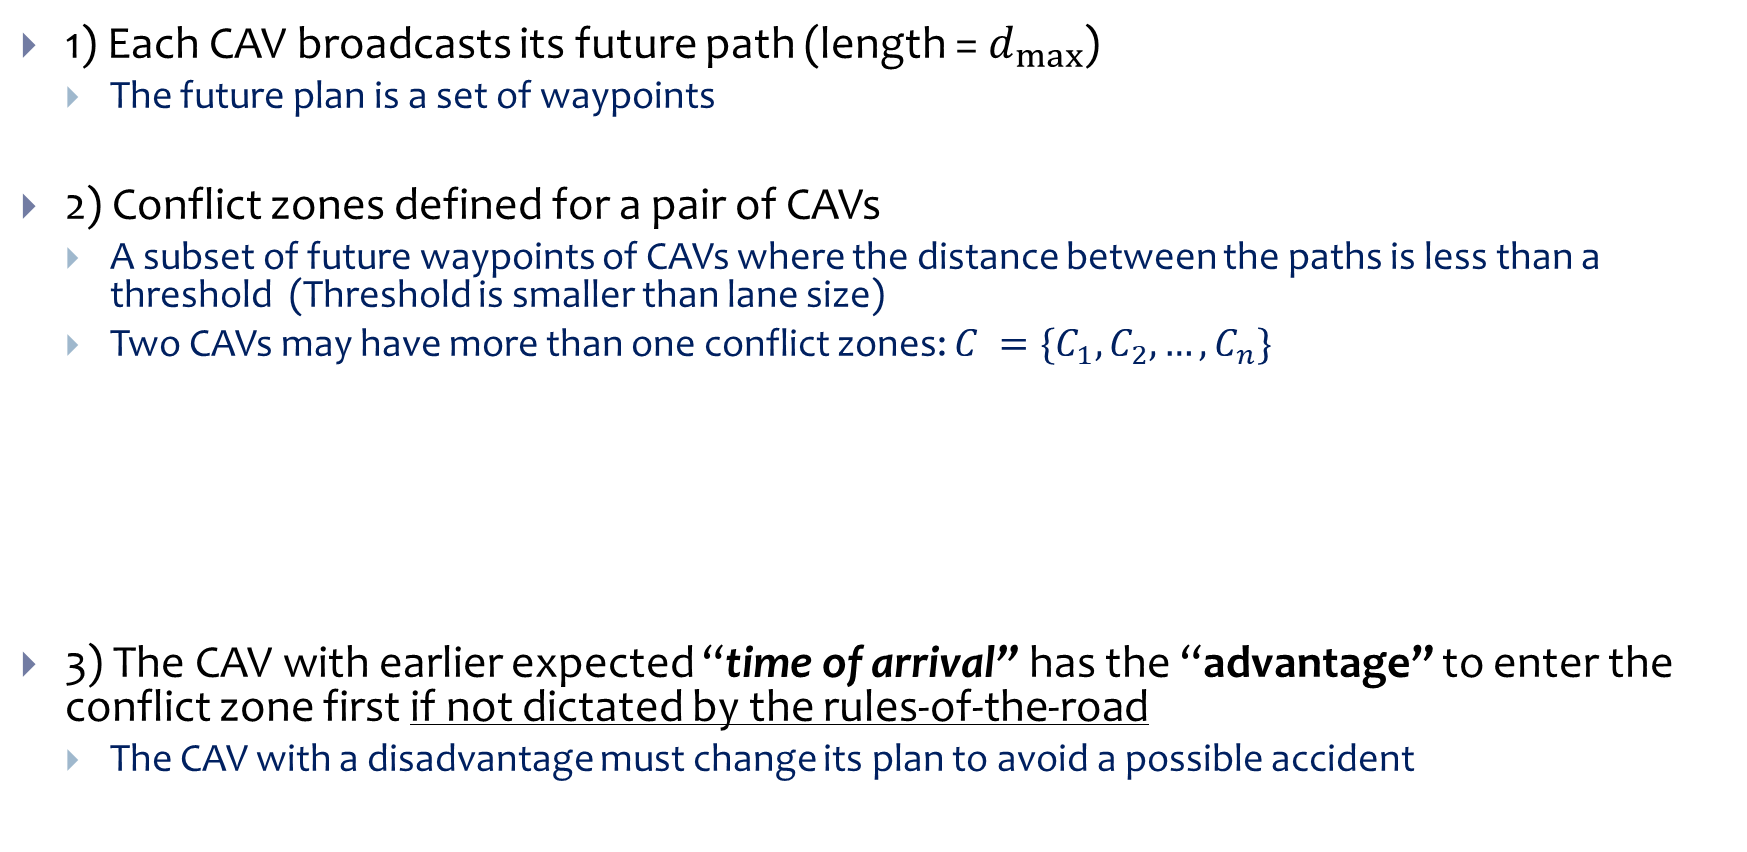 1) Each CAV broadcasts its future path (length = d_max)
The future plan is a set of waypoints
2) Conflict zones defined for a pair of CAVs
A subset of future waypoints of CAVs where the distance between the paths is less than a
threshold (Threshold is smaller than lane size)
Two CAVs may have more than one conflict zones: C = {C₁, C₂, … , Cₙ}
3) The CAV with earlier expected “time of arrival” has the “advantage” to enter the
conflict zone first if not dictated by the rules-of-the-road
The CAV with a disadvantage must change its plan to avoid a possible accident